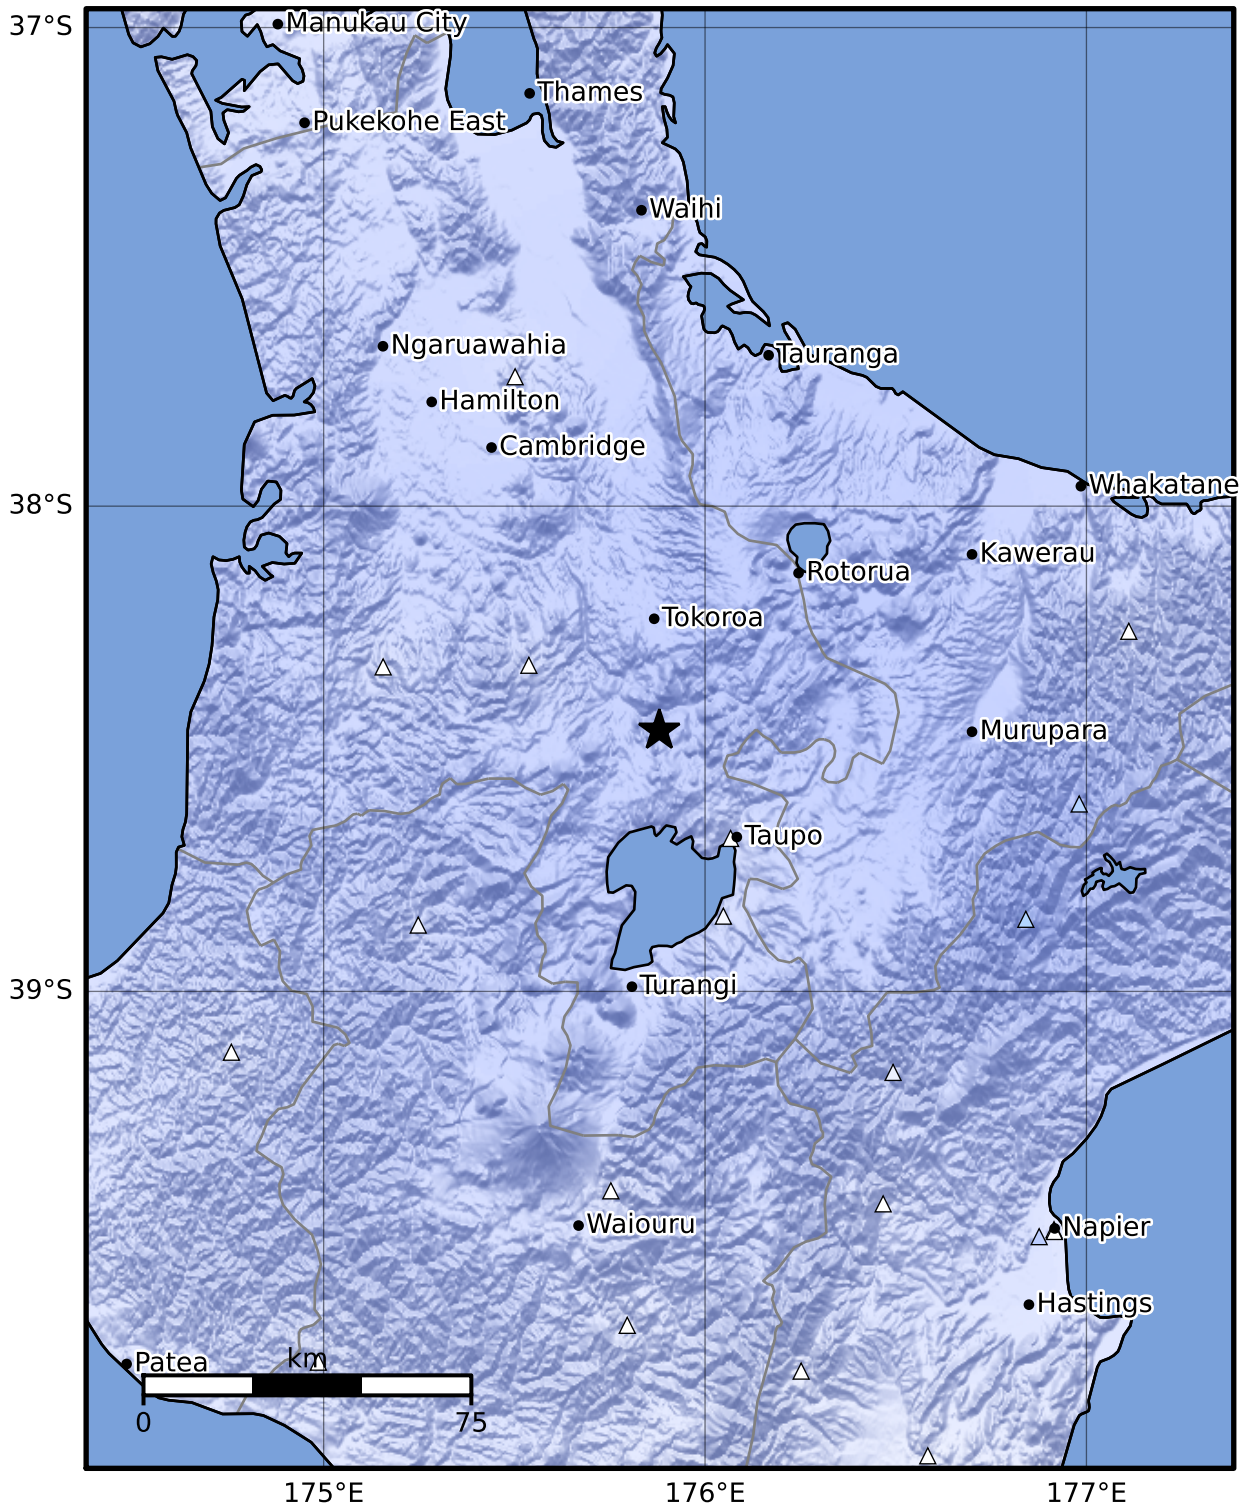 37°S
Manukau City
Thames
Pukekohe East
Waihi
Ngaruawahia
Tauranga
Hamilton
Cambridge
Whakatane
38°S
Kawerau
Rotorua
Tokoroa
Murupara
Taupo
39°S
Turangi
Waiouru
Napier
Hastings
Patea
km
0 75
175°E 176°E 177°E